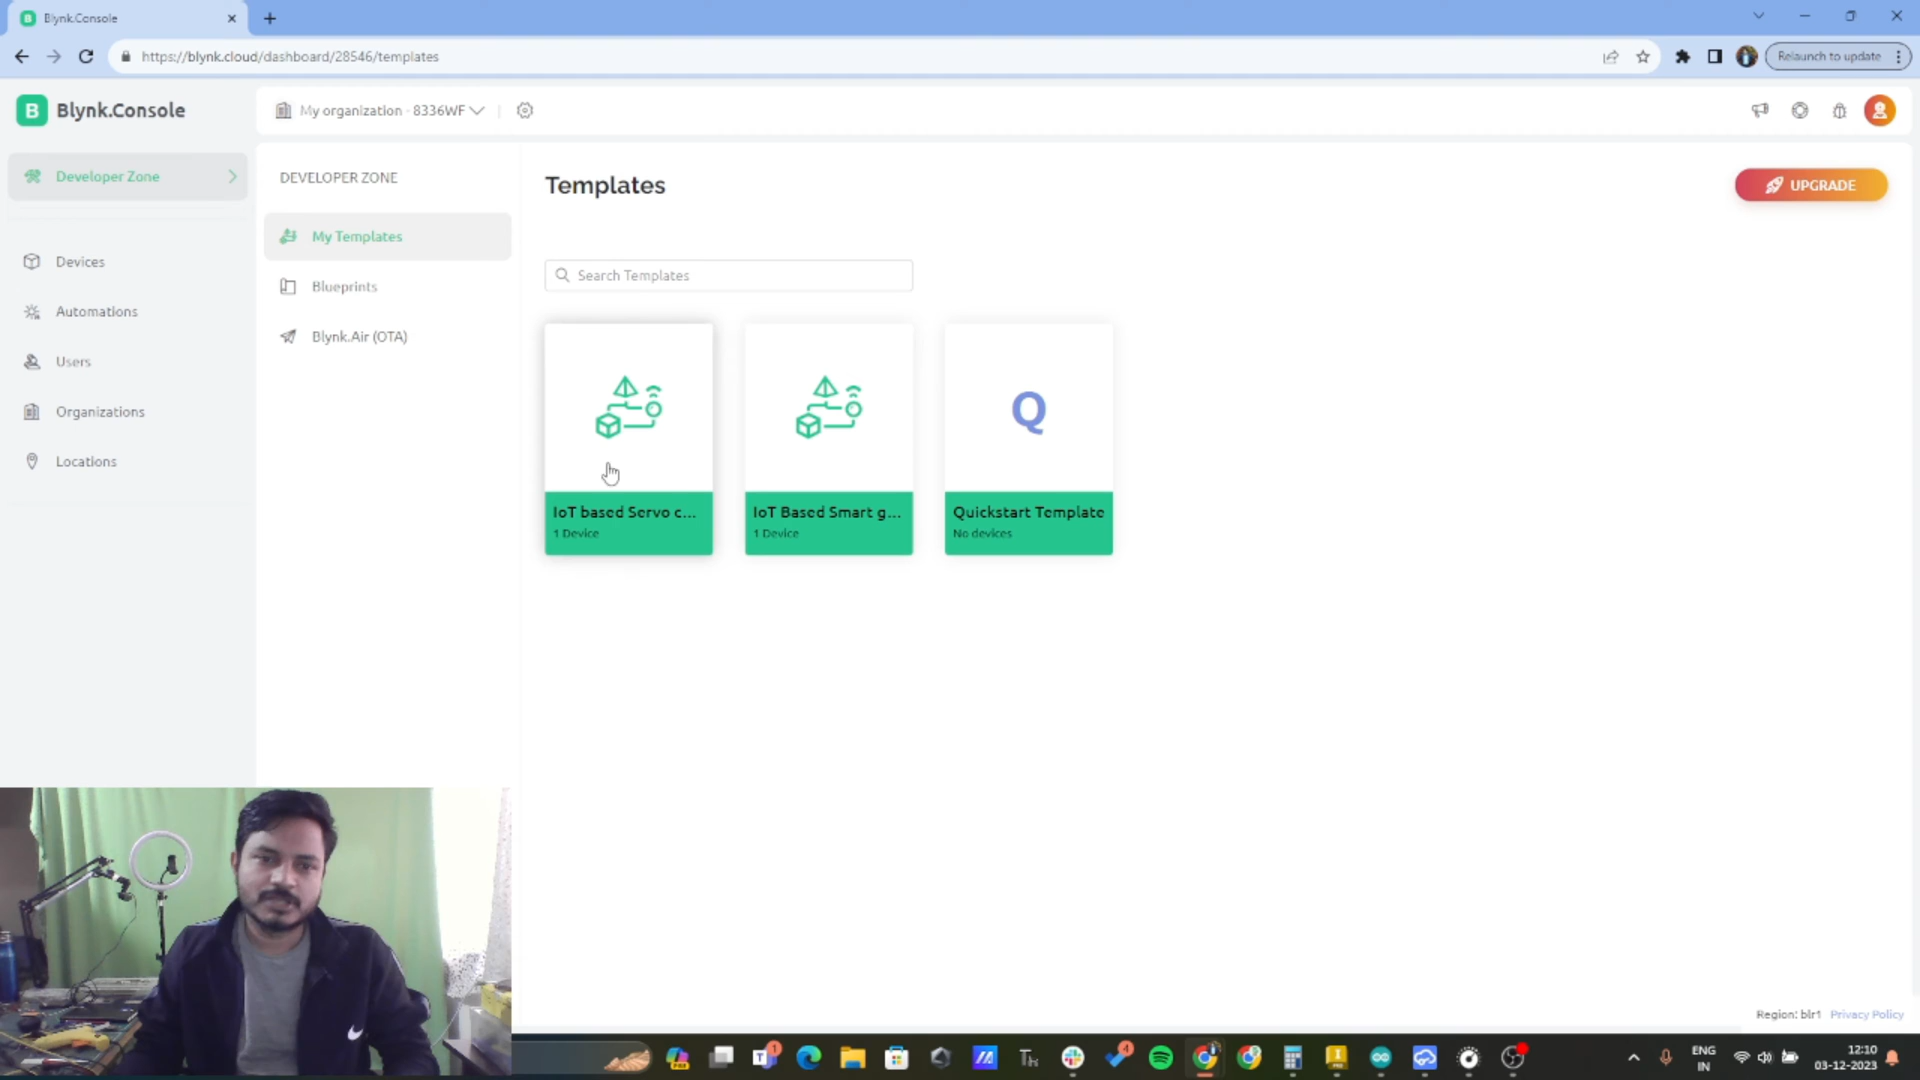 Blynk.Console
https://blynk.cloud/dashboard/28546/templates
Relaunch to update
B Blynk.Console
My organization - 8336WF
Developer Zone
Devices
Automations
Users
Organizations
Locations
DEVELOPER ZONE
My Templates
Blueprints
Blynk.Air (OTA)
Templates
UPGRADE
Search Templates
IoT based Servo c...
1 Device
IoT Based Smart g...
1 Device
Q
Quickstart Template
No devices
Region: blr1 Privacy Policy
ENG
IN
12:10
03-12-2023